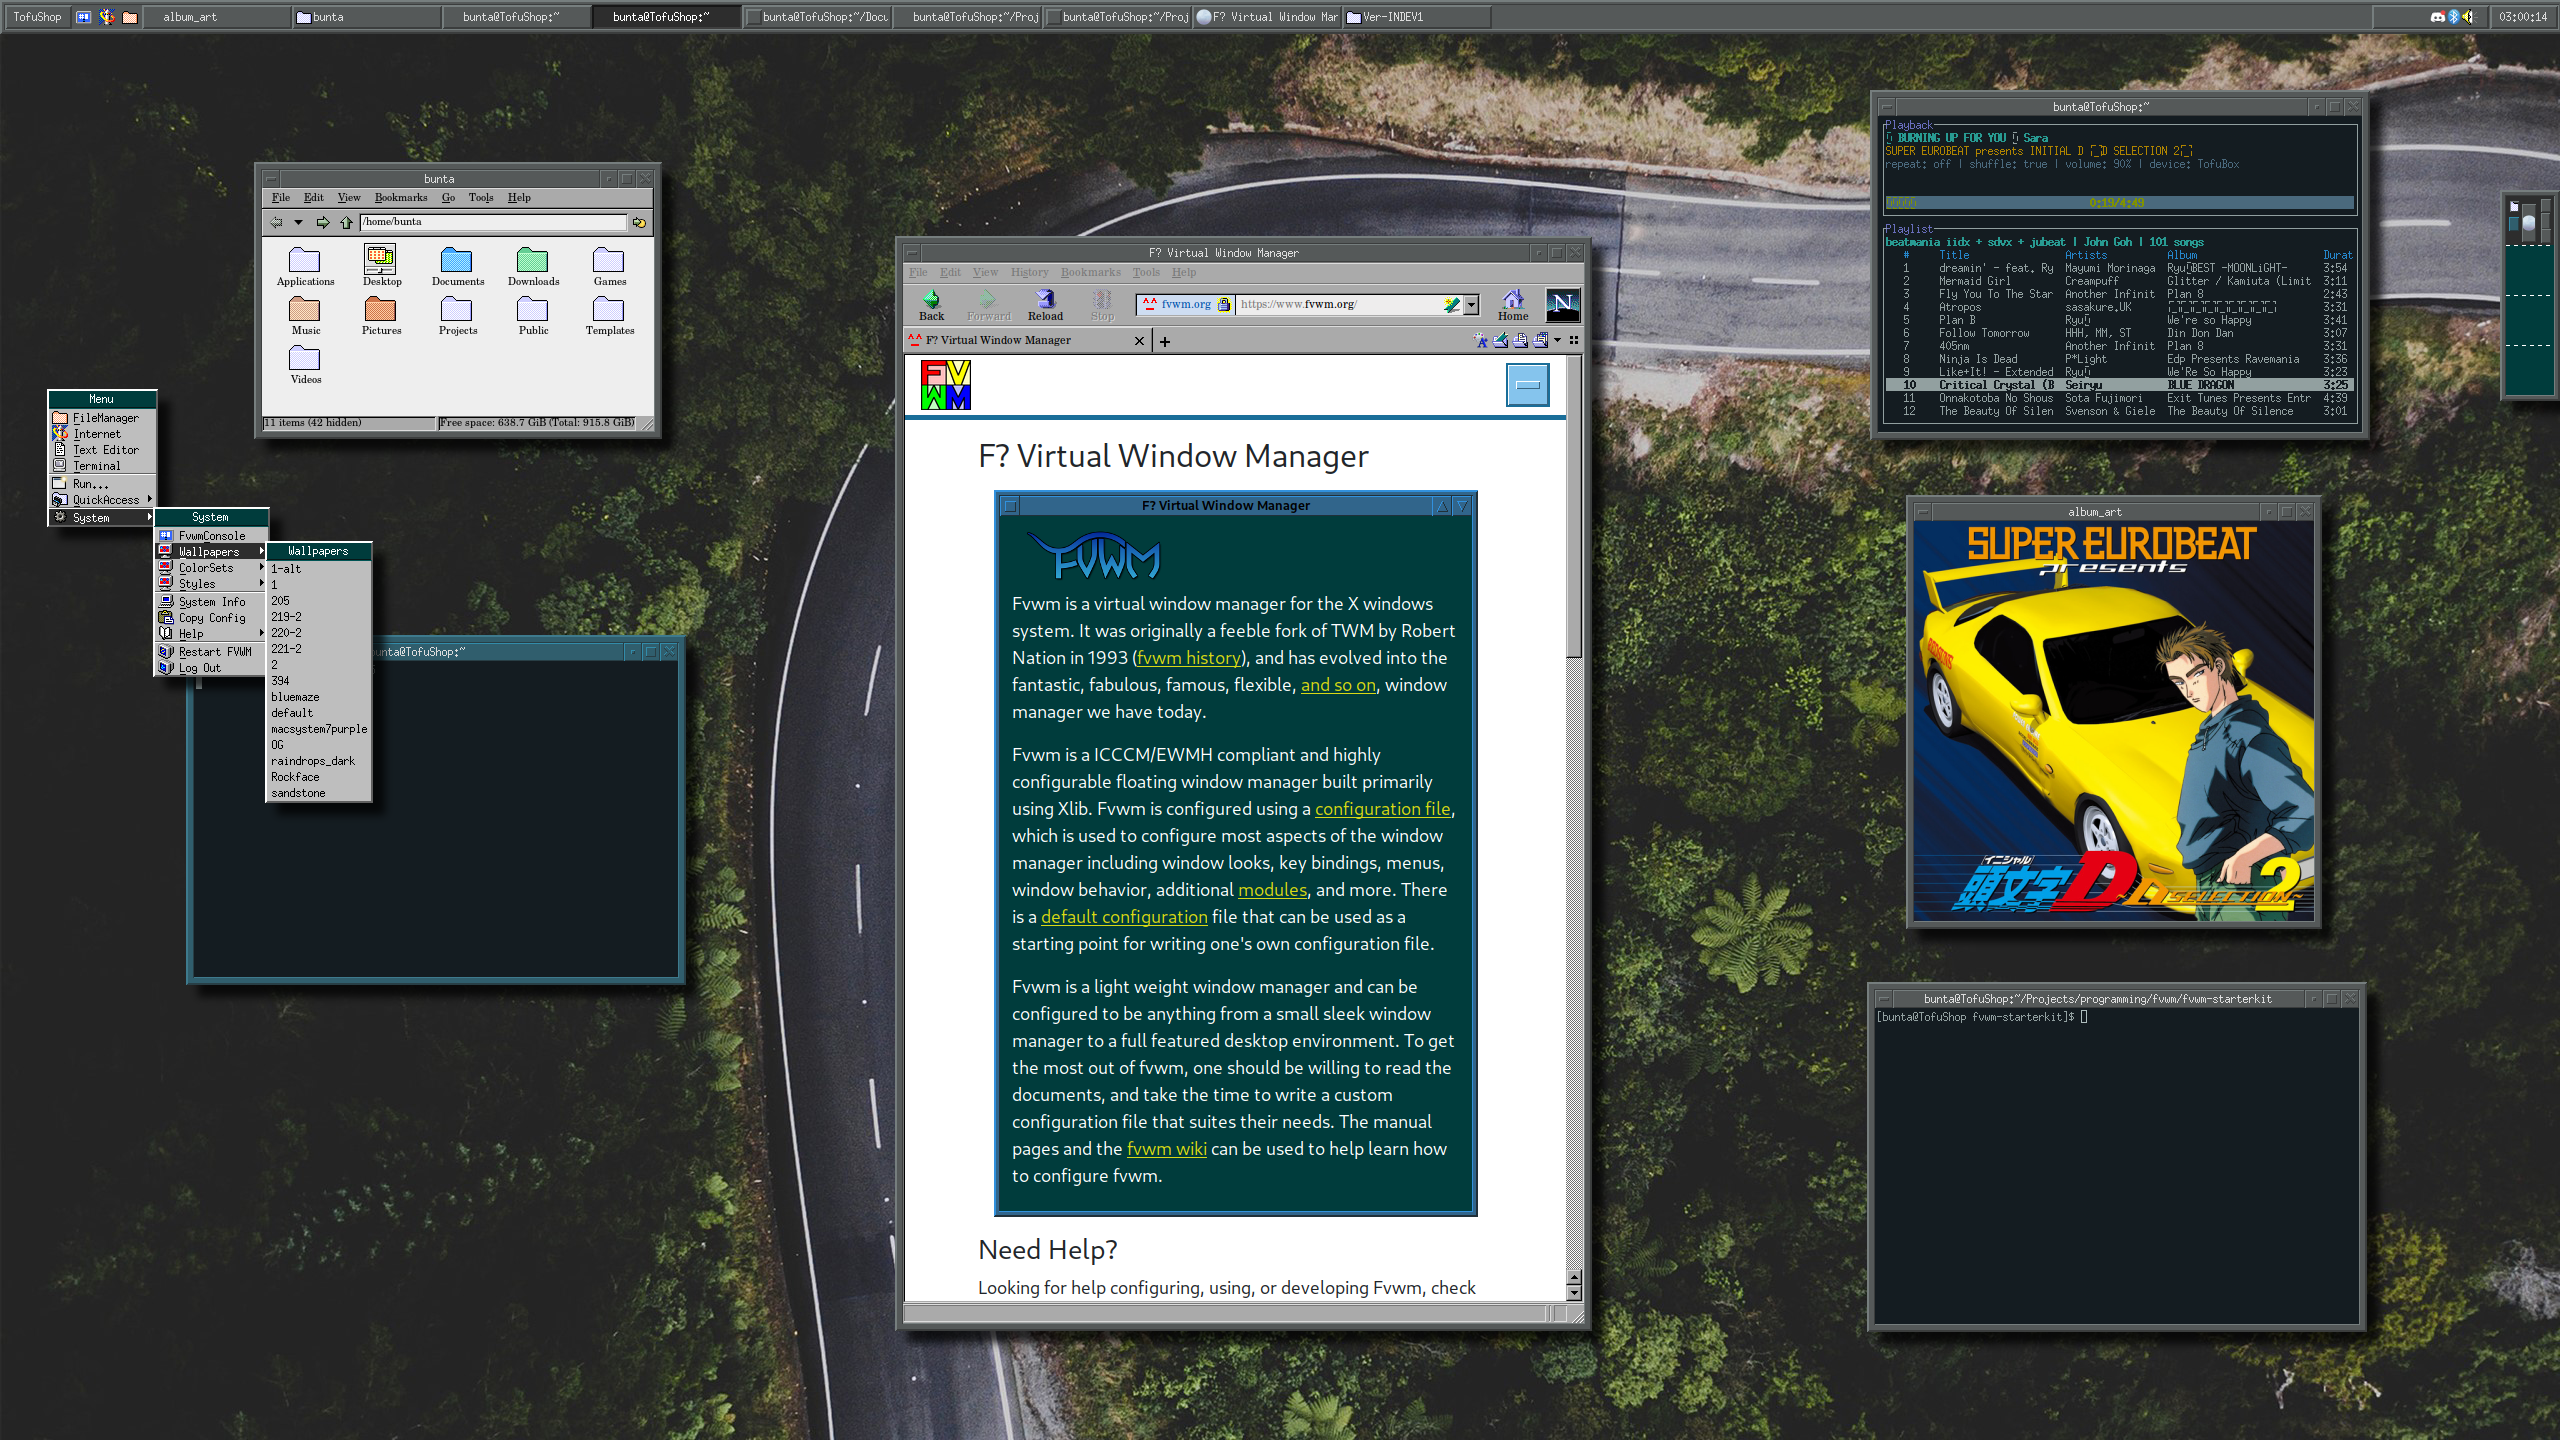 TofuShop
album_art
bunta
bunta@TofuShop:~
bunta@TofuShop:~
bunta@TofuShop:~/Docu
bunta@TofuShop:~/Proj
bunta@TofuShop:~/Proj
F? Virtual Window Mar
Ver-INDEV1
03:00:14
bunta
File Edit View Bookmarks Go Tools Help
/home/bunta
Applications Desktop Documents Downloads Games
Music Pictures Projects Public Templates
Videos
11 items (42 hidden) Free space: 638.7 GiB (Total: 915.8 GiB)
Menu
FileManager
Internet
Text Editor
Terminal
Run...
QuickAccess
System
System
FvwmConsole
Wallpapers
ColorSets
Styles
System Info
Copy Config
Help
Restart FVWM
Log Out
Wallpapers
1-alt
1
205
219-2
220-2
221-2
2
394
bluemaze
default
macsystem7purple
OG
raindrops_dark
Rockface
sandstone
bunta@TofuShop:~
F? Virtual Window Manager
File Edit View History Bookmarks Tools Help
Back Forward Reload Stop fvwm.org https://www.fvwm.org/ Home N
F? Virtual Window Manager
FVWM
F? Virtual Window Manager
F? Virtual Window Manager
FVWM
Fvwm is a virtual window manager for the X windows
system. It was originally a feeble fork of TWM by Robert
Nation in 1993 (fvwm history), and has evolved into the
fantastic, fabulous, famous, flexible, and so on, window
manager we have today.
Fvwm is a ICCCM/EWMH compliant and highly
configurable floating window manager built primarily
using Xlib. Fvwm is configured using a configuration file,
which is used to configure most aspects of the window
manager including window looks, key bindings, menus,
window behavior, additional modules, and more. There
is a default configuration file that can be used as a
starting point for writing one's own configuration file.
Fvwm is a light weight window manager and can be
configured to be anything from a small sleek window
manager to a full featured desktop environment. To get
the most out of fvwm, one should be willing to read the
documents, and take the time to write a custom
configuration file that suites their needs. The manual
pages and the fvwm wiki can be used to help learn how
to configure fvwm.
Need Help?
Looking for help configuring, using, or developing Fvwm, check
bunta@TofuShop:~
Playback
BURNING UP FOR YOU Sara
SUPER EUROBEAT presents INITIAL D D SELECTION 2
repeat: off | shuffle: true | volume: 90% | device: TofuBox
0:19/4:49
Playlist
beatmania iidx + sdvx + jubeat | John Goh | 101 songs
# Title Artists Album Durat
1 dreamin' - feat. Ry Mayumi Morinaga Ryu BEST -MOONLiGHT- 3:54
2 Mermaid Girl Creampuff Glitter / Kamiuta (Limit 3:11
3 Fly You To The Star Another Infinit Plan 8 2:43
4 Atropos sasakure.UK 3:31
5 Plan B Ryu We're so Happy 3:41
6 Follow Tomorrow HHH, MM, ST Din Don Dan 3:07
7 405nm Another Infinit Plan 8 3:31
8 Ninja Is Dead P*Light Edp Presents Ravemania 3:36
9 Like+It! - Extended Ryu We'Re So Happy 3:23
10 Critical Crystal (B Seiryu BLUE DRAGON 3:25
11 Onnakotoba No Shous Sota Fujimori Exit Tunes Presents Entr 4:39
12 The Beauty Of Silen Svenson & Giele The Beauty Of Silence 3:01
album_art
SUPER EUROBEAT
presents
イニシャル
頭文字D
D SELECTION 2
bunta@TofuShop:~/Projects/programming/fvwm/fvwm-starterkit
[bunta@TofuShop fvwm-starterkit]$